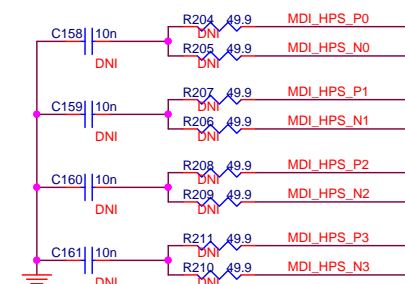 R204 49.9 MDI_HPS_P0
C158 10n DNI
R205 49.9 MDI_HPS_N0
DNI DNI
R207 49.9 MDI_HPS_P1
C159 10n DNI
R206 49.9 MDI_HPS_N1
DNI DNI
R208 49.9 MDI_HPS_P2
C160 10n DNI
R209 49.9 MDI_HPS_N2
DNI DNI
R211 49.9 MDI_HPS_P3
C161 10n DNI
R210 49.9 MDI_HPS_N3
DNI DNI